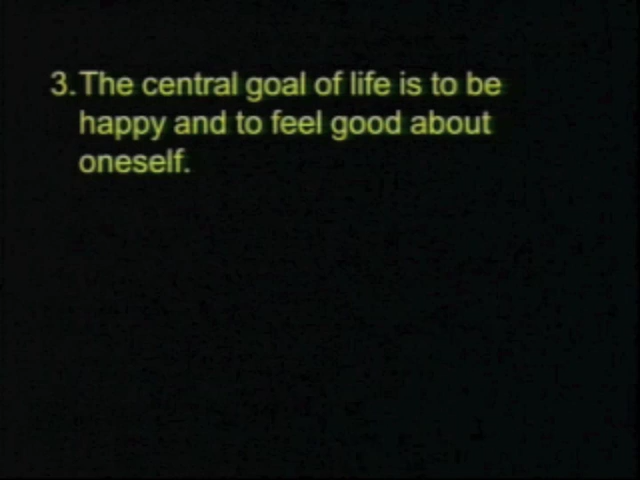 3. The central goal of life is to be
happy and to feel good about
oneself.